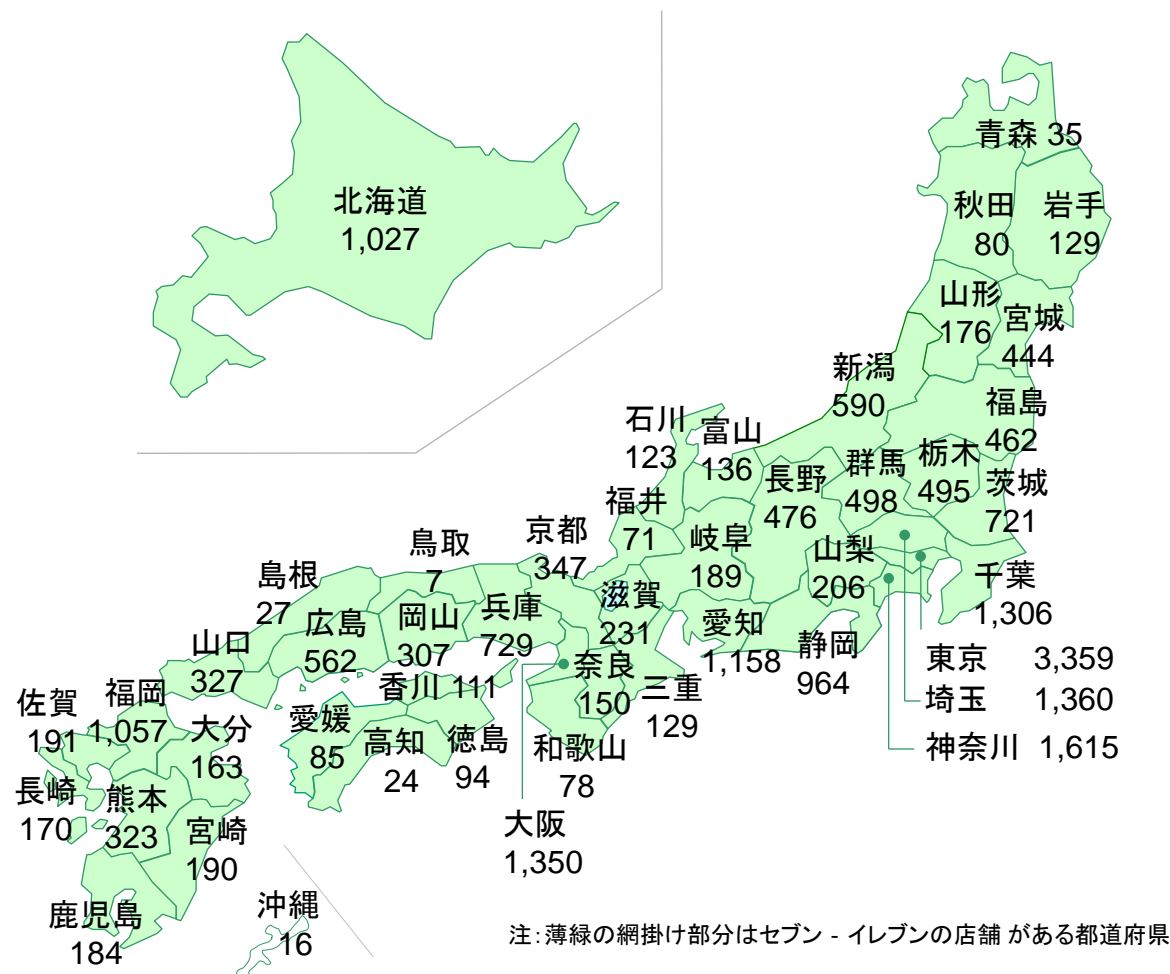 北海道
1,027
青森 35
秋田
80
岩手
129
山形
176
宮城
444
新潟
590
福島
462
石川
123
富山
136
長野
476
群馬
498
栃木
495
茨城
721
福井
71
岐阜
189
山梨
206
千葉
1,306
京都
347
鳥取
7
島根
27
広島
562
岡山
307
兵庫
729
滋賀
231
愛知
1,158
静岡
964
東京 3,359
埼玉 1,360
神奈川 1,615
山口
327
香川 111
奈良
150
三重
129
佐賀
191
福岡
1,057
大分
163
愛媛
85
高知
24
徳島
94
和歌山
78
長崎
170
熊本
323
宮崎
190
大阪
1,350
鹿児島
184
沖縄
16
注:薄緑の網掛け部分はセブン - イレブンの店舗 がある都道府県